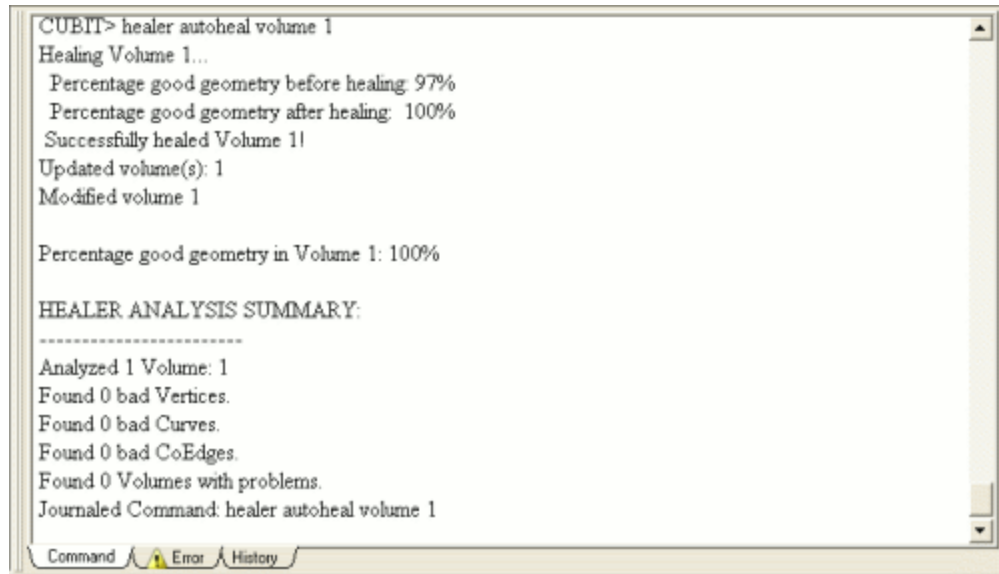 CUBIT> healer autoheal volume 1
Healing Volume 1...
Percentage good geometry before healing: 97%
Percentage good geometry after healing: 100%
Successfully healed Volume 1!
Updated volume(s): 1
Modified volume 1
Percentage good geometry in Volume 1: 100%
HEALER ANALYSIS SUMMARY:
------------------------
Analyzed 1 Volume: 1
Found 0 bad Vertices.
Found 0 bad Curves.
Found 0 bad CoEdges.
Found 0 Volumes with problems.
Journaled Command: healer autoheal volume 1
Command Error History